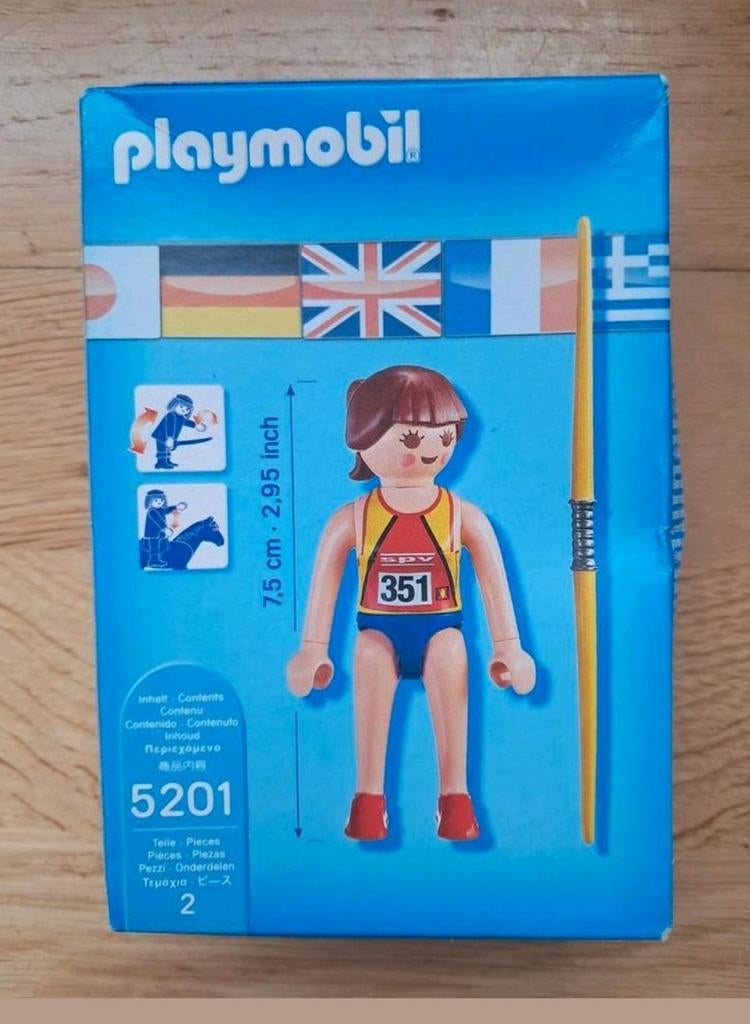 playmobil®
7,5 cm · 2,95 inch
spv
351
Inhalt · Contents
Contenu
Contenido · Contenuto
Inhoud
Περιεχόμενο
商品内容
5201
Teile · Pieces
Pièces · Piezas
Pezzi · Onderdelen
Τεμάχια · ピース
2